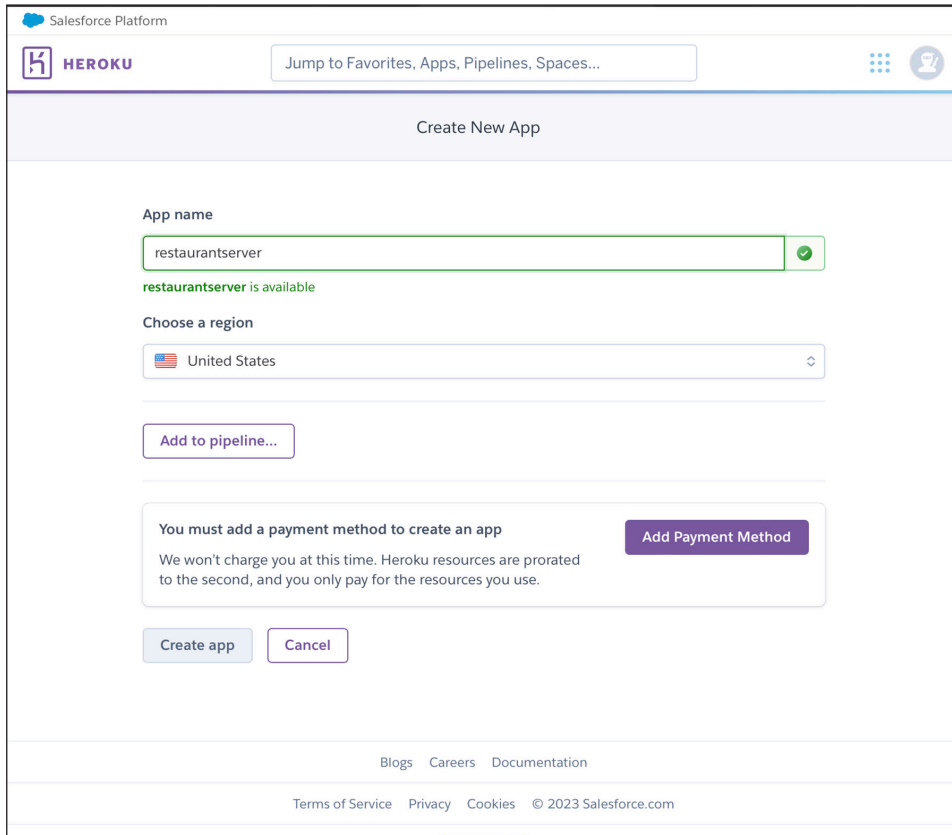 Salesforce Platform
HEROKU
Jump to Favorites, Apps, Pipelines, Spaces...
Create New App
App name
restaurantserver
restaurantserver is available
Choose a region
United States
Add to pipeline...
You must add a payment method to create an app
We won't charge you at this time. Heroku resources are prorated
to the second, and you only pay for the resources you use.
Add Payment Method
Create app
Cancel
Blogs Careers Documentation
Terms of Service Privacy Cookies © 2023 Salesforce.com